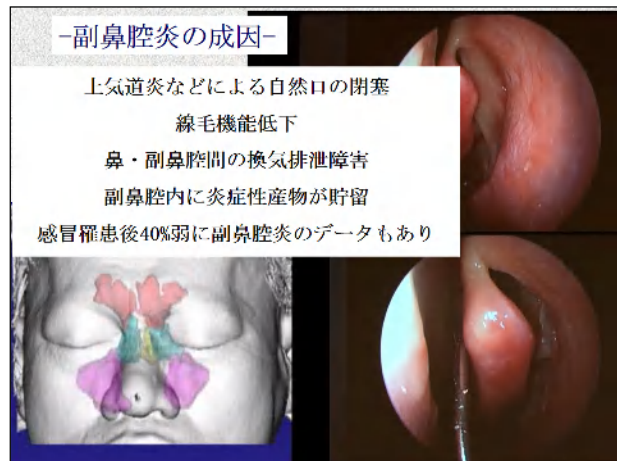 -副鼻腔炎の成因-
上気道炎などによる自然口の閉塞
線毛機能低下
鼻・副鼻腔間の換気排泄障害
副鼻腔内に炎症性産物が貯留
感冒罹患後40%弱に副鼻腔炎のデータもあり